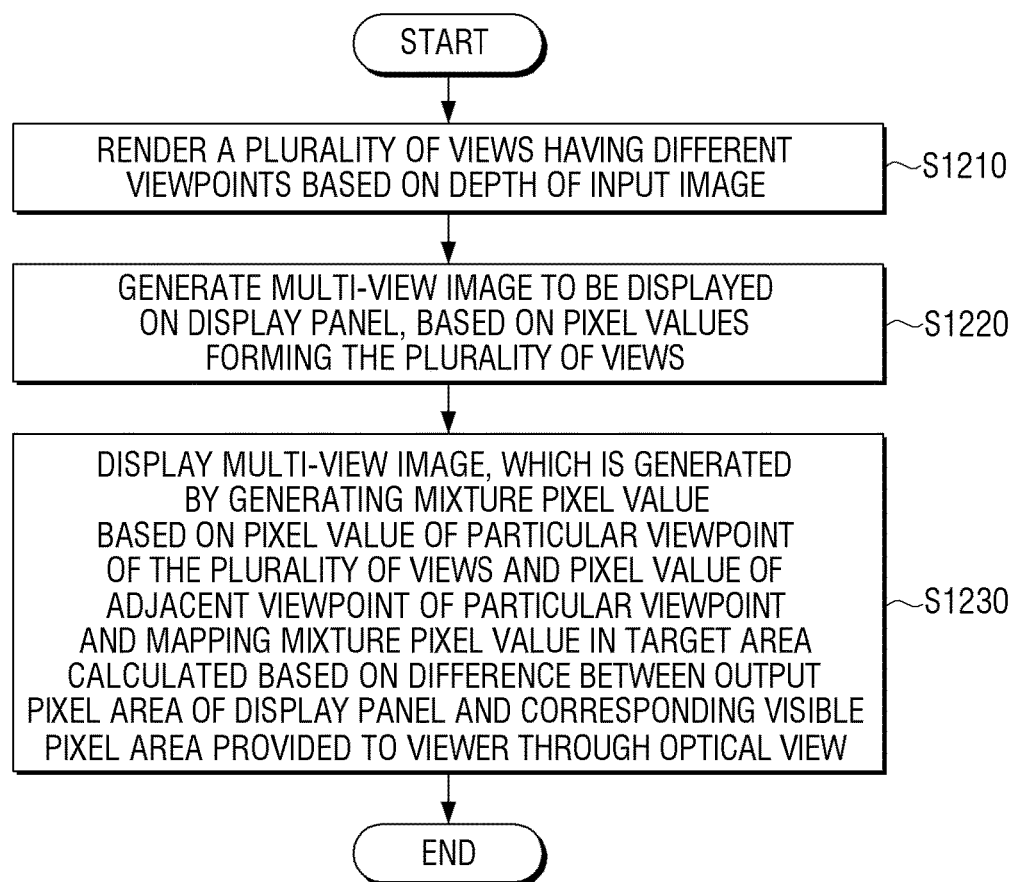 START
RENDER A PLURALITY OF VIEWS HAVING DIFFERENT
VIEWPOINTS BASED ON DEPTH OF INPUT IMAGE
S1210
GENERATE MULTI-VIEW IMAGE TO BE DISPLAYED
ON DISPLAY PANEL, BASED ON PIXEL VALUES
FORMING THE PLURALITY OF VIEWS
S1220
DISPLAY MULTI-VIEW IMAGE, WHICH IS GENERATED
BY GENERATING MIXTURE PIXEL VALUE
BASED ON PIXEL VALUE OF PARTICULAR VIEWPOINT
OF THE PLURALITY OF VIEWS AND PIXEL VALUE OF
ADJACENT VIEWPOINT OF PARTICULAR VIEWPOINT
AND MAPPING MIXTURE PIXEL VALUE IN TARGET AREA
CALCULATED BASED ON DIFFERENCE BETWEEN OUTPUT
PIXEL AREA OF DISPLAY PANEL AND CORRESPONDING VISIBLE
PIXEL AREA PROVIDED TO VIEWER THROUGH OPTICAL VIEW
S1230
END